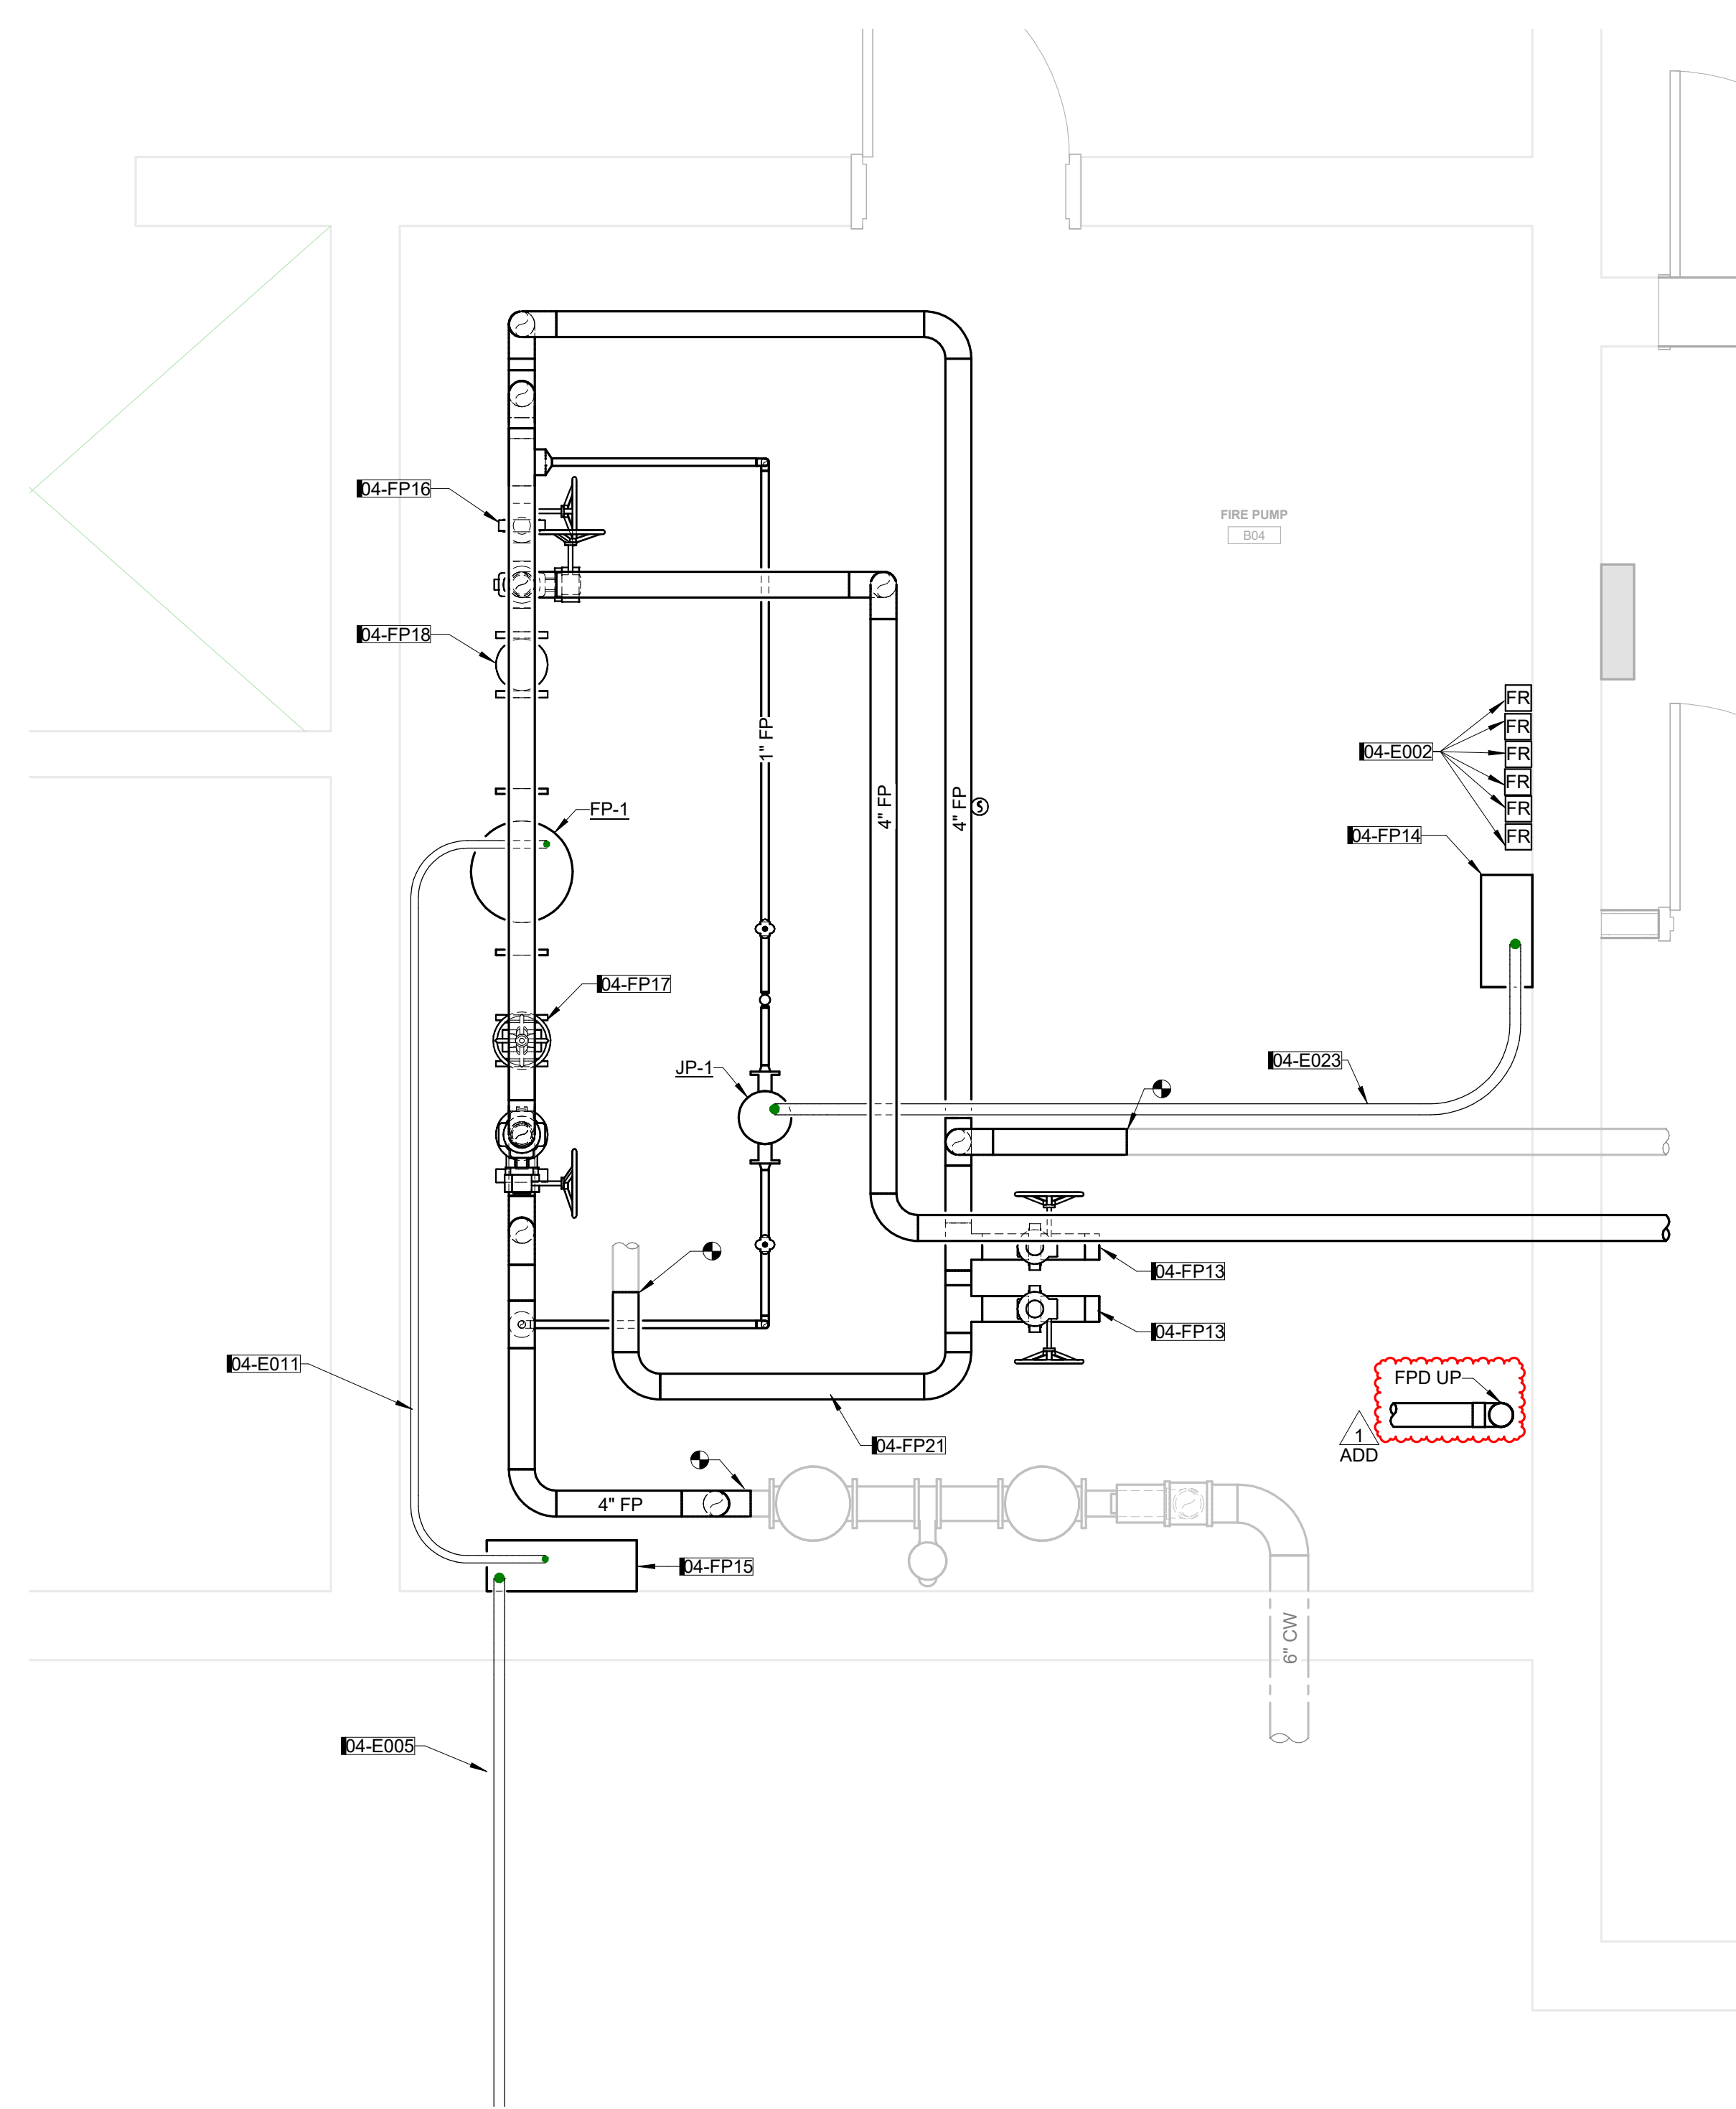 04-FP16
FIRE PUMP
B04
04-FP18
FR
FR
1" FP
04-E002
FR
FR
FP-1
4" FP
4" FP
S
FR
04-FP14
FR
04-FP17
04-E023
JP-1
04-FP13
04-FP13
04-E011
FPD UP
1
ADD
04-FP21
4" FP
04-FP15
6" CW
04-E005